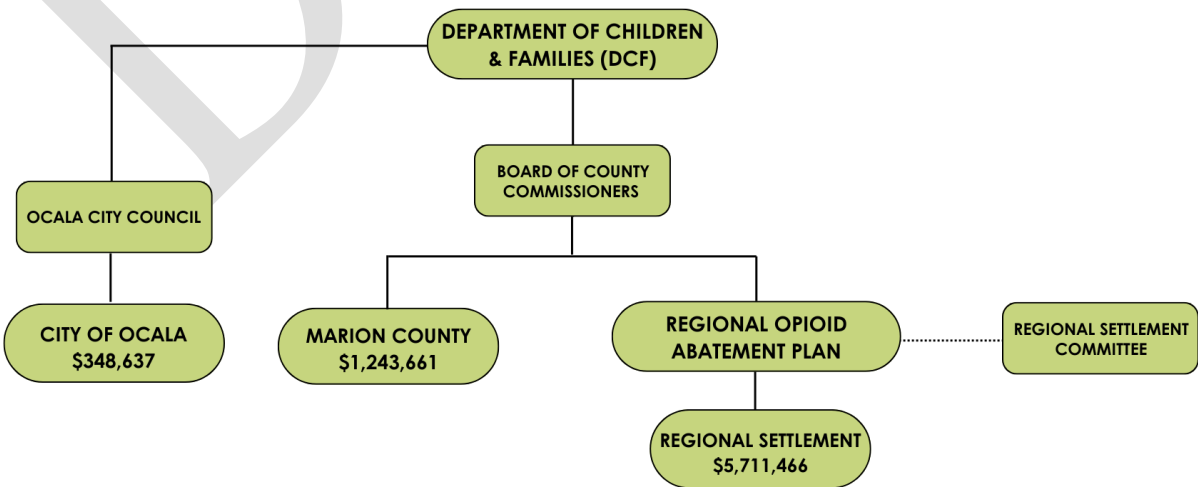 DEPARTMENT OF CHILDREN
& FAMILIES (DCF)
BOARD OF COUNTY
COMMISSIONERS
OCALA CITY COUNCIL
CITY OF OCALA
$348,637
MARION COUNTY
$1,243,661
REGIONAL OPIOID
ABATEMENT PLAN
REGIONAL SETTLEMENT
COMMITTEE
REGIONAL SETTLEMENT
$5,711,466